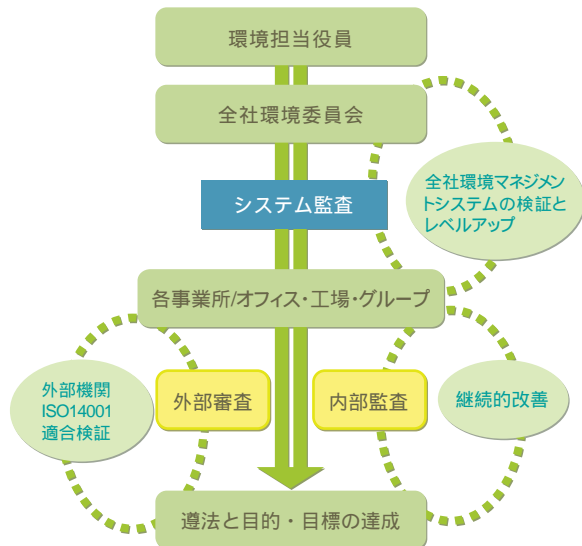 環境担当役員
全社環境委員会
システム監査
全社環境マネジメン
トシステムの検証と
レベルアップ
各事業所/オフィス・工場・グループ
外部機関
ISO14001
適合検証
外部審査
内部監査
継続的改善
遵法と目的・目標の達成